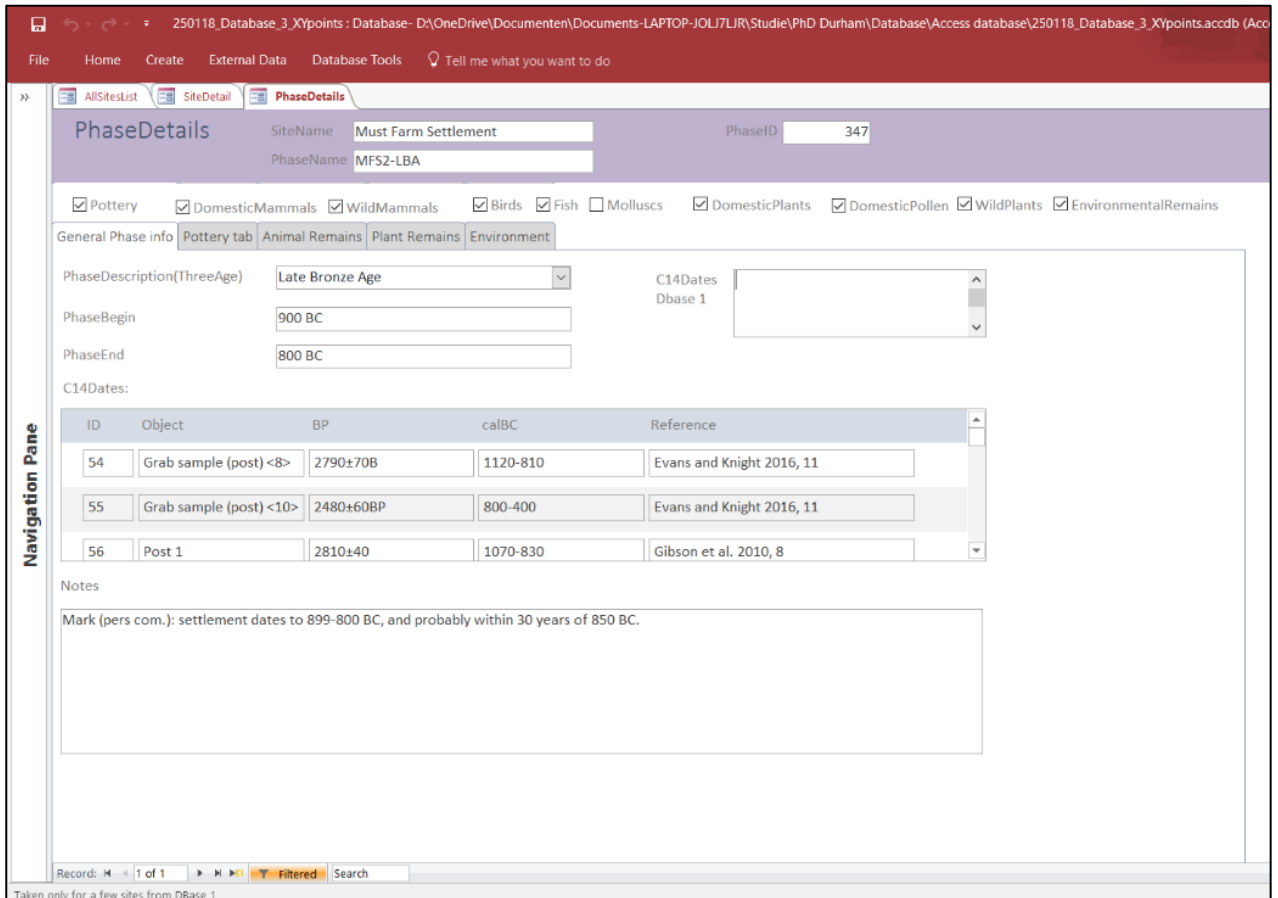 250118_Database_3_XYpoints : Database- D:\OneDrive\Documenten\Documents-LAPTOP-JOLJ7LJR\Studie\PhD Durham\Database\Access database\250118_Database_3_XYpoints.accdb (Acc
File Home Create External Data Database Tools Tell me what you want to do
AllSitesList SiteDetail PhaseDetails
PhaseDetails SiteName Must Farm Settlement PhaseID 347
PhaseName MFS2-LBA
Pottery DomesticMammals WildMammals Birds Fish Molluscs DomesticPlants DomesticPollen WildPlants EnvironmentalRemains
General Phase info Pottery tab Animal Remains Plant Remains Environment
PhaseDescription(ThreeAge) Late Bronze Age C14Dates
Dbase 1
PhaseBegin 900 BC
PhaseEnd 800 BC
C14Dates:
ID Object BP calBC Reference
54 Grab sample (post) <8> 2790±70B 1120-810 Evans and Knight 2016, 11
55 Grab sample (post) <10> 2480±60BP 800-400 Evans and Knight 2016, 11
56 Post 1 2810±40 1070-830 Gibson et al. 2010, 8
Navigation Pane
Notes
Mark (pers com.): settlement dates to 899-800 BC, and probably within 30 years of 850 BC.
Record: 1 of 1 Filtered Search
Taken only for a few sites from DBase 1